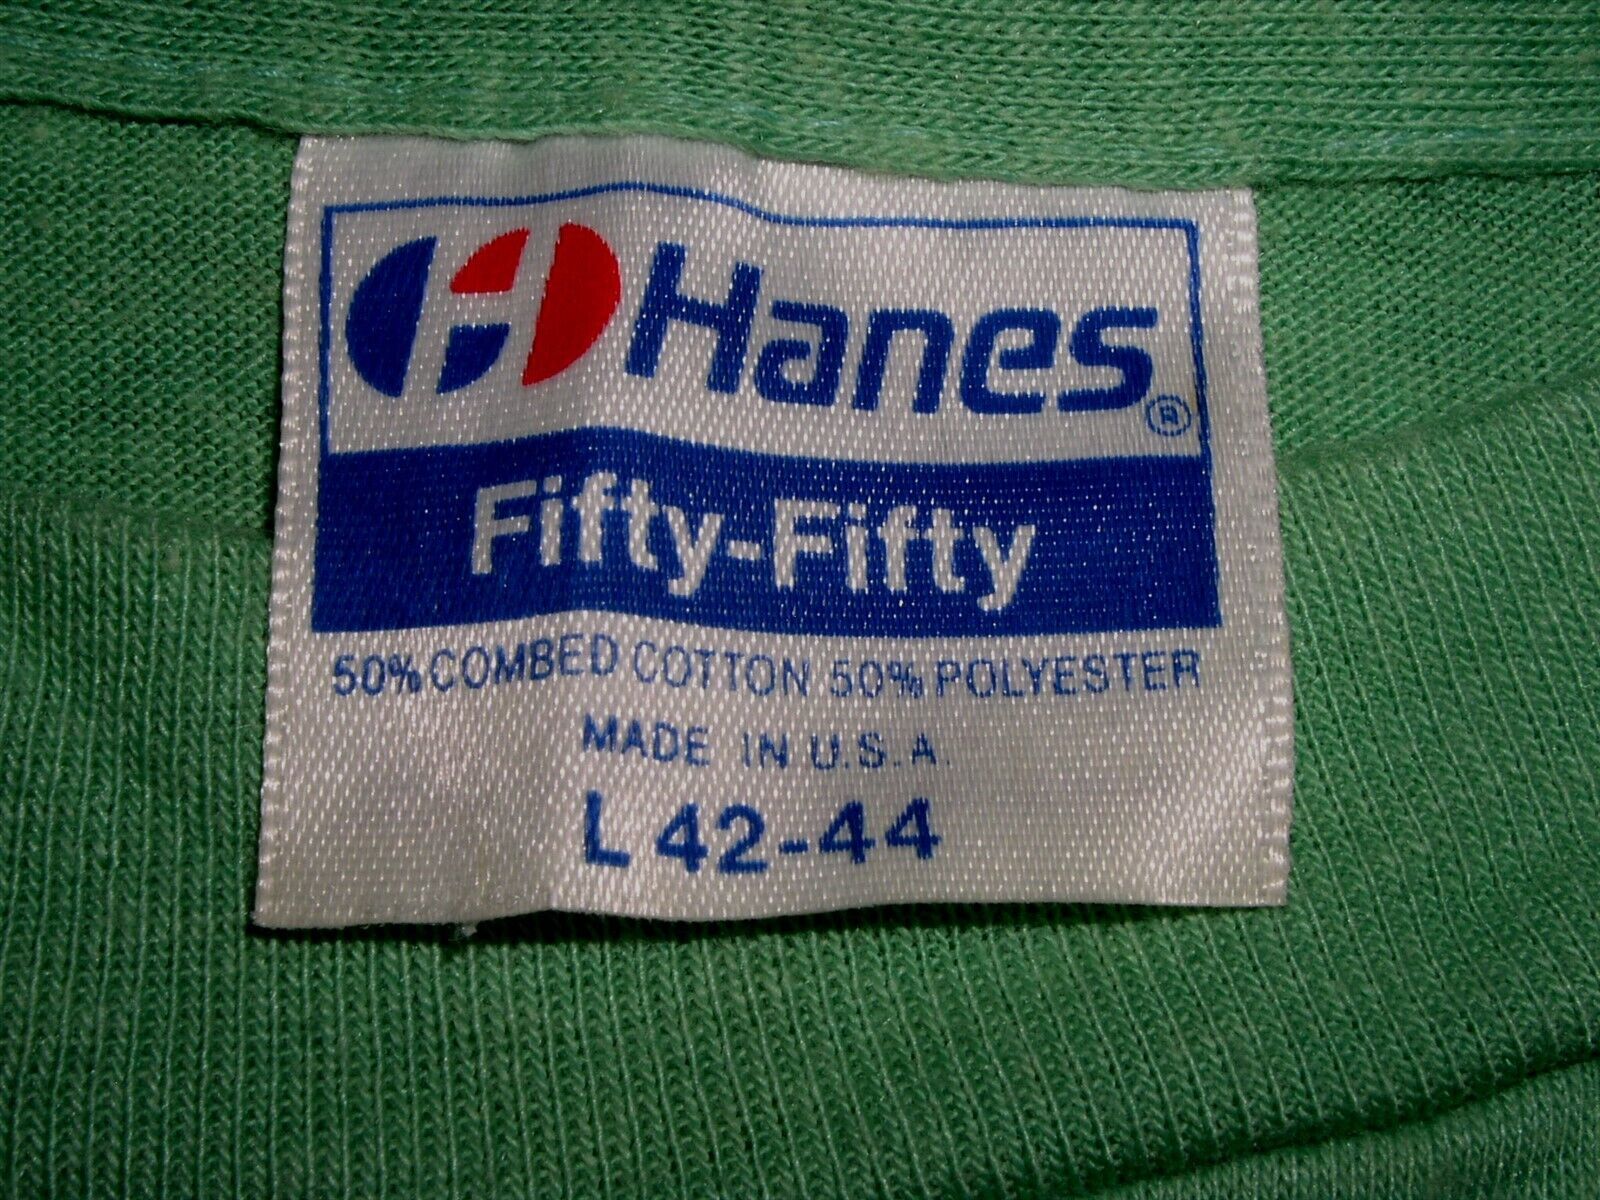 Hanes®
Fifty-Fifty
50% COMBED COTTON 50% POLYESTER
MADE IN U.S.A.
L 42-44